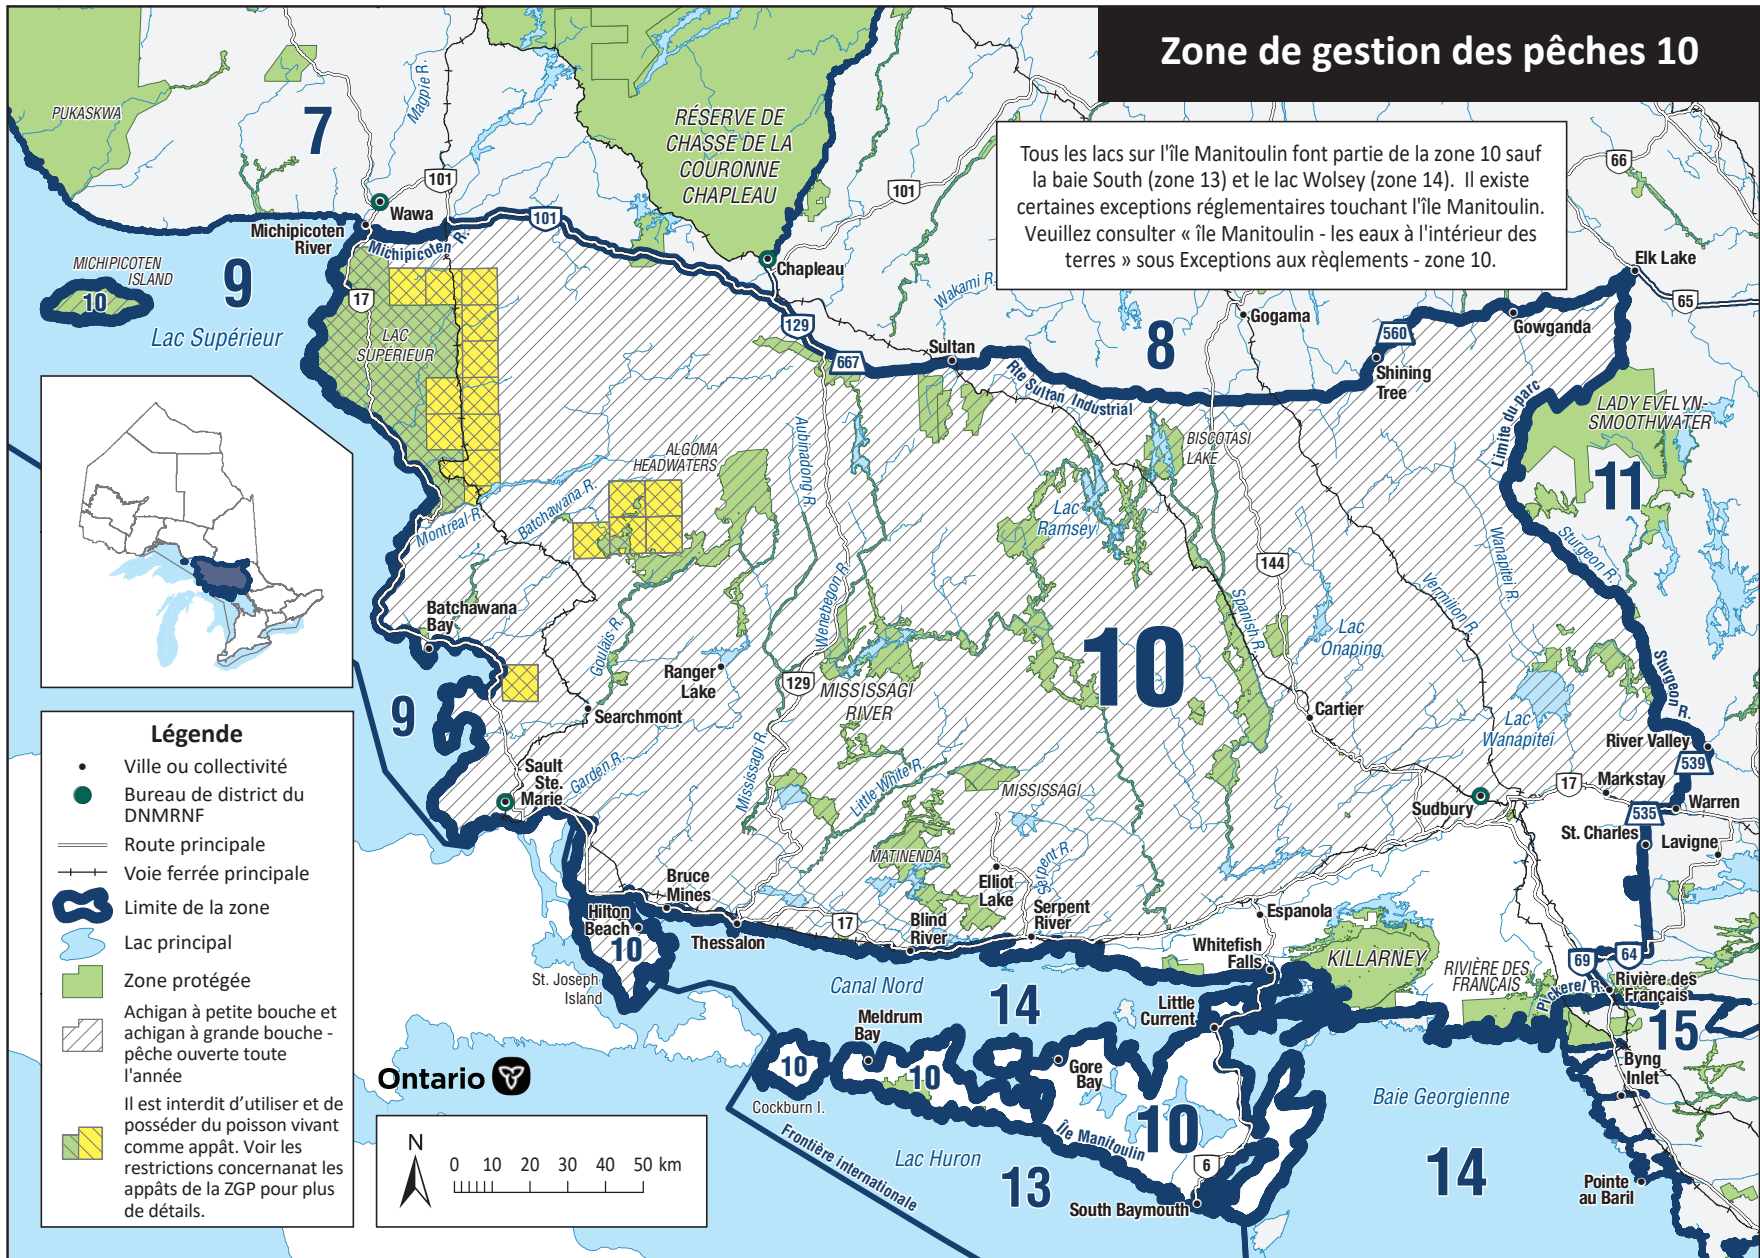 Zone de gestion des pêches 10
Tous les lacs sur l'île Manitoulin font partie de la zone 10 sauf
la baie South (zone 13) et le lac Wolsey (zone 14). Il existe
certaines exceptions réglementaires touchant l'île Manitoulin.
Veuillez consulter « île Manitoulin - les eaux à l'intérieur des
terres » sous Exceptions aux règlements - zone 10.
PUKASKWA
7
Magpie R.
RÉSERVE DE
CHASSE DE LA
COURONNE
CHAPLEAU
101
101
66
Wawa
Michipicoten
River
Michipicoten R.
101
MICHIPICOTEN
ISLAND
10
9
Lac Supérieur
17
LAC
SUPÉRIEUR
Chapleau
129
667
Wakami R.
Sultan
Rte Sultan Industrial
8
Gogama
560
Shining
Tree
Gowganda
Elk Lake
65
Limite du parc
LADY EVELYN-
SMOOTHWATER
11
ALGOMA
HEADWATERS
Aubinadong R.
BISCOTASI
LAKE
Lac
Ramsey
Montreal R.
Batchawana R.
Nenebegon R.
144
Spanish R.
Vermilion R.
Wanapitei R.
Sturgeon R.
Sturgeon R.
Lac
Onaping
Batchawana
Bay
Goulais R.
Ranger
Lake
129
MISSISSAGI
RIVER
10
Searchmont
9
Cartier
Lac
Wanapitei
River Valley
539
Sault
Ste.
Marie
Garden R.
Mississagi R.
Little White R.
MISSISSAGI
Sudbury
17
Markstay
Warren
535
St. Charles
Lavigne
MATINENDA
Elliot
Lake
Serpent R.
Serpent
River
Bruce
Mines
Hilton
Beach
10
Thessalon
17
Blind
River
Espanola
Whitefish
Falls
KILLARNEY
RIVIÈRE DES
FRANÇAIS
69
64
Pickerel R.
Rivière des
Français
15
St. Joseph
Island
Canal Nord
14
Little
Current
Meldrum
Bay
10
10
Gore
Bay
Cockburn I.
Île Manitoulin
10
Baie Georgienne
Byng
Inlet
Lac Huron
13
Frontière internationale
6
South Baymouth
14
Pointe
au Baril
Légende
Ville ou collectivité
Bureau de district du
DNMRNF
Route principale
Voie ferrée principale
Limite de la zone
Lac principal
Zone protégée
Achigan à petite bouche et
achigan à grande bouche -
pêche ouverte toute
l'année
Il est interdit d’utiliser et de
posséder du poisson vivant
comme appât. Voir les
restrictions concernanat les
appâts de la ZGP pour plus
de détails.
Ontario
N
0 10 20 30 40 50 km